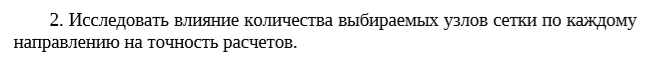 2. Исследовать влияние количества выбираемых узлов сетки по каждому
направлению на точность расчетов.